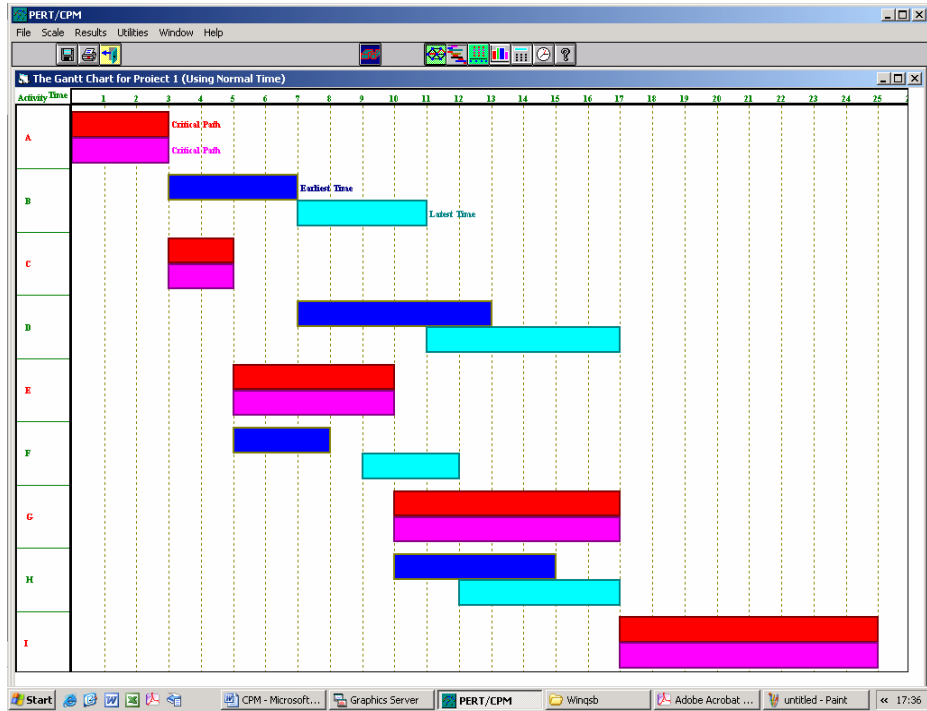 PERT/CPM
File Scale Results Utilities Window Help
The Gantt Chart for Project 1 (Using Normal Time)
Activity Time 1 2 3 4 5 6 7 8 9 10 11 12 13 14 15 16 17 18 19 20 21 22 23 24 25
A
Critical Path
Critical Path
B
Earliest Time
Latest Time
C
D
E
F
G
H
I
Start CPM - Microsoft... Graphics Server PERT/CPM Winqsb Adobe Acrobat ... untitled - Paint « 17:36